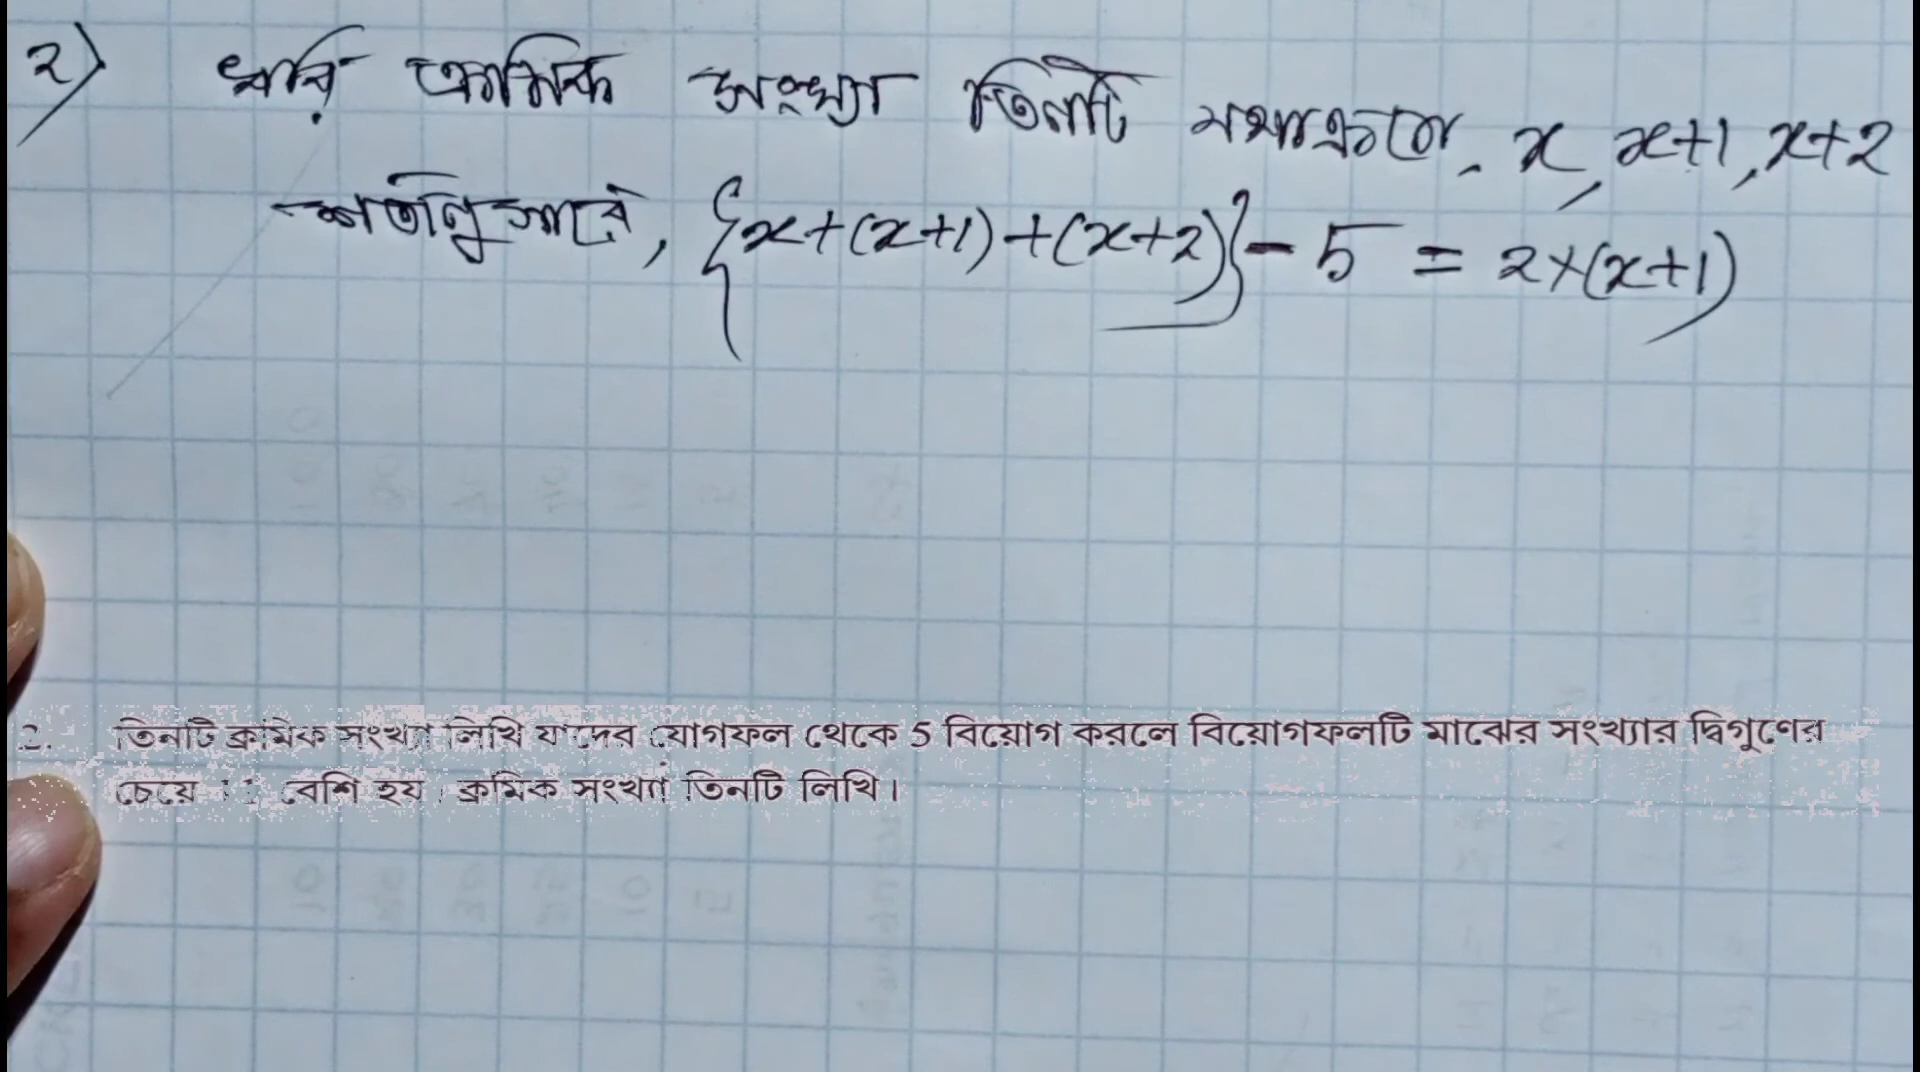 2) ধরি ক্রমিক সংখ্যা তিনটি যথাক্রমে, x, x+1, x+2
শর্তানুসারে, {x+(x+1)+(x+2)} - 5 = 2×(x+1)
2. তিনটি ক্রমিক সংখ্যা লিখি যাদের যোগফল থেকে 5 বিয়োগ করলে বিয়োগফলটি মাঝের সংখ্যার দ্বিগুণের
চেয়ে বেশি হয়। ক্রমিক সংখ্যা তিনটি লিখি।